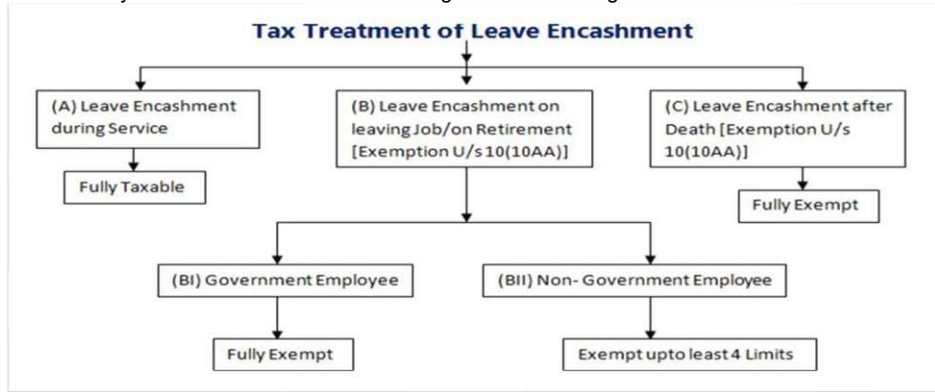 Tax Treatment of Leave Encashment
(A) Leave Encashment
during Service
Fully Taxable
(B) Leave Encashment on
leaving Job/on Retirement
[Exemption U/s 10(10AA)]
(C) Leave Encashment after
Death [Exemption U/s
10(10AA)]
Fully Exempt
(BI) Government Employee
Fully Exempt
(BII) Non- Government Employee
Exempt upto least 4 Limits